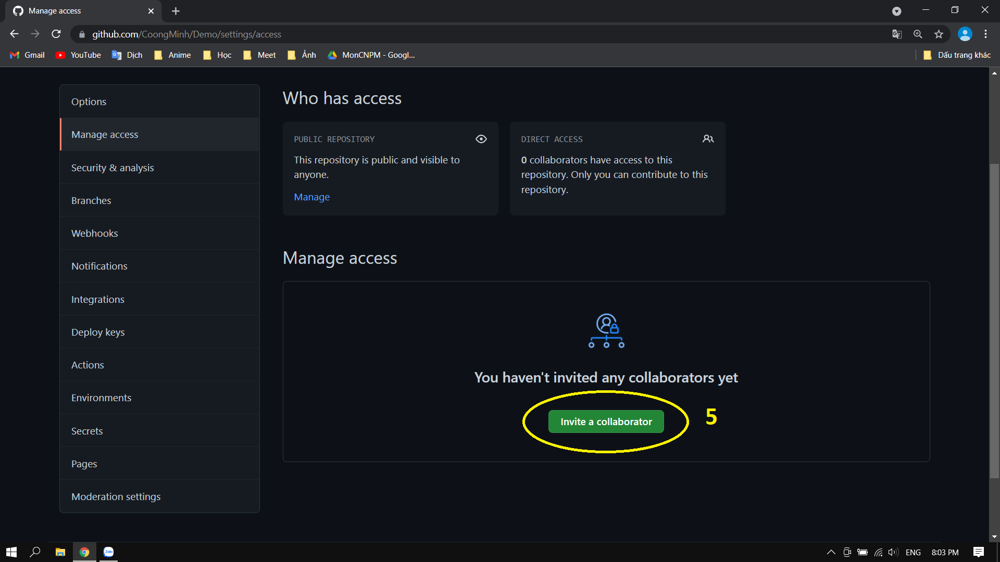 Manage access
github.com/CoongMinh/Demo/settings/access
Gmail
YouTube
Dịch
Anime
Học
Meet
Ảnh
MonCNPM - Googl...
Dấu trang khác
Options
Manage access
Security & analysis
Branches
Webhooks
Notifications
Integrations
Deploy keys
Actions
Environments
Secrets
Pages
Moderation settings
Who has access
PUBLIC REPOSITORY
This repository is public and visible to
anyone.
Manage
DIRECT ACCESS
0 collaborators have access to this
repository. Only you can contribute to this
repository.
Manage access
You haven't invited any collaborators yet
Invite a collaborator
5
Zalo
ENG
8:03 PM